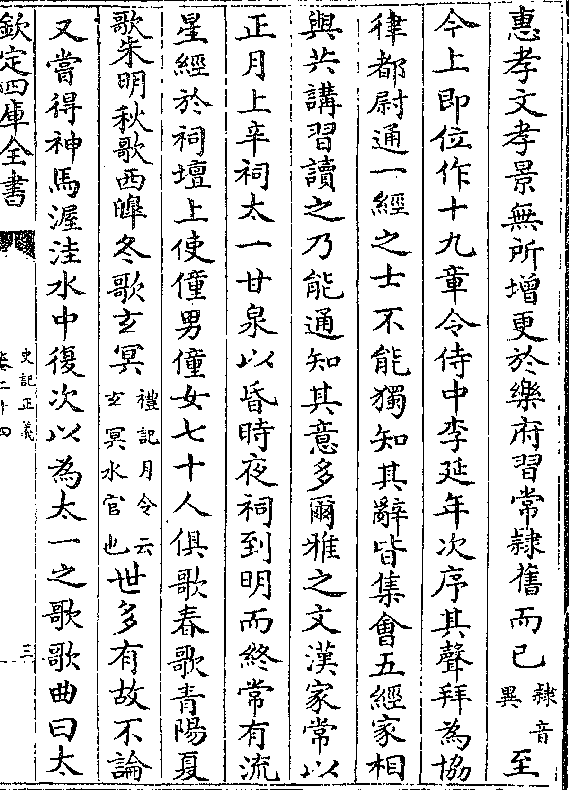 惠孝文孝景無所增更於樂府習常隸舊而已隸音異至
今上即位作十九章令侍中李延年次序其聲拜為協
律都尉通一經之士不能獨知其辭皆集會五經家相
與共講習讀之乃能通知其意多爾雅之文漢家常以
正月上辛祠太一甘泉以昏時夜祠到明而終常有流
星經於祠壇上使僮男僮女七十人俱歌春歌青陽夏
歌朱明秋歌西皥冬歌玄冥禮記月令云玄冥水官也世多有故不論
又嘗得神馬渥洼水中復次以為太一之歌歌曲曰太
欽定四庫全書
史記正義
卷二十四
三